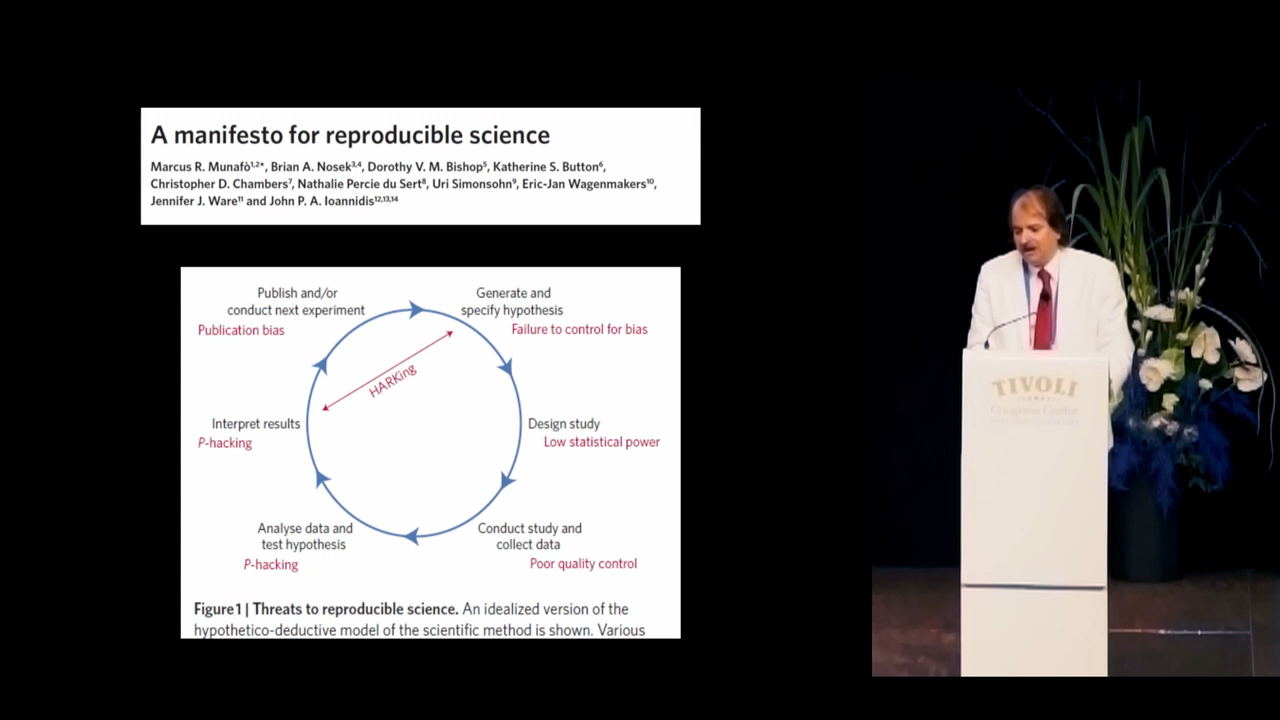 A manifesto for reproducible science
Marcus R. Munafò1,2*, Brian A. Nosek3,4, Dorothy V. M. Bishop5, Katherine S. Button6,
Christopher D. Chambers7, Nathalie Percie du Sert8, Uri Simonsohn9, Eric-Jan Wagenmakers10,
Jennifer J. Ware11 and John P. A. Ioannidis12,13,14
Publish and/or
conduct next experiment
Publication bias
Generate and
specify hypothesis
Failure to control for bias
HARKing
Interpret results
P-hacking
Design study
Low statistical power
Analyse data and
test hypothesis
P-hacking
Conduct study and
collect data
Poor quality control
Figure 1 | Threats to reproducible science. An idealized version of the
hypothetico-deductive model of the scientific method is shown. Various
TIVOLI
Congress Center